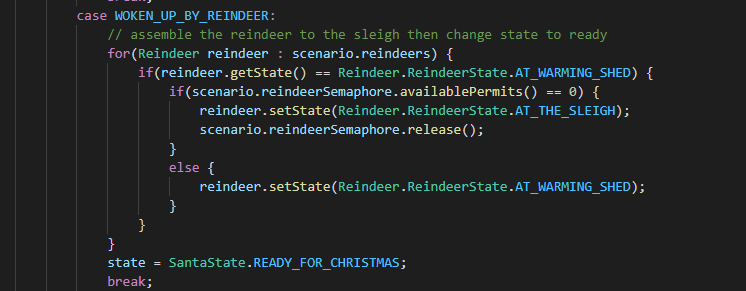 break;
case WOKEN_UP_BY_REINDEER:
// assemble the reindeer to the sleigh then change state to ready
for(Reindeer reindeer : scenario.reindeers) {
if(reindeer.getState() == Reindeer.ReindeerState.AT_WARMING_SHED) {
if(scenario.reindeerSemaphore.availablePermits() == 0) {
reindeer.setState(Reindeer.ReindeerState.AT_THE_SLEIGH);
scenario.reindeerSemaphore.release();
}
else {
reindeer.setState(Reindeer.ReindeerState.AT_WARMING_SHED);
}
}
}
state = SantaState.READY_FOR_CHRISTMAS;
break;